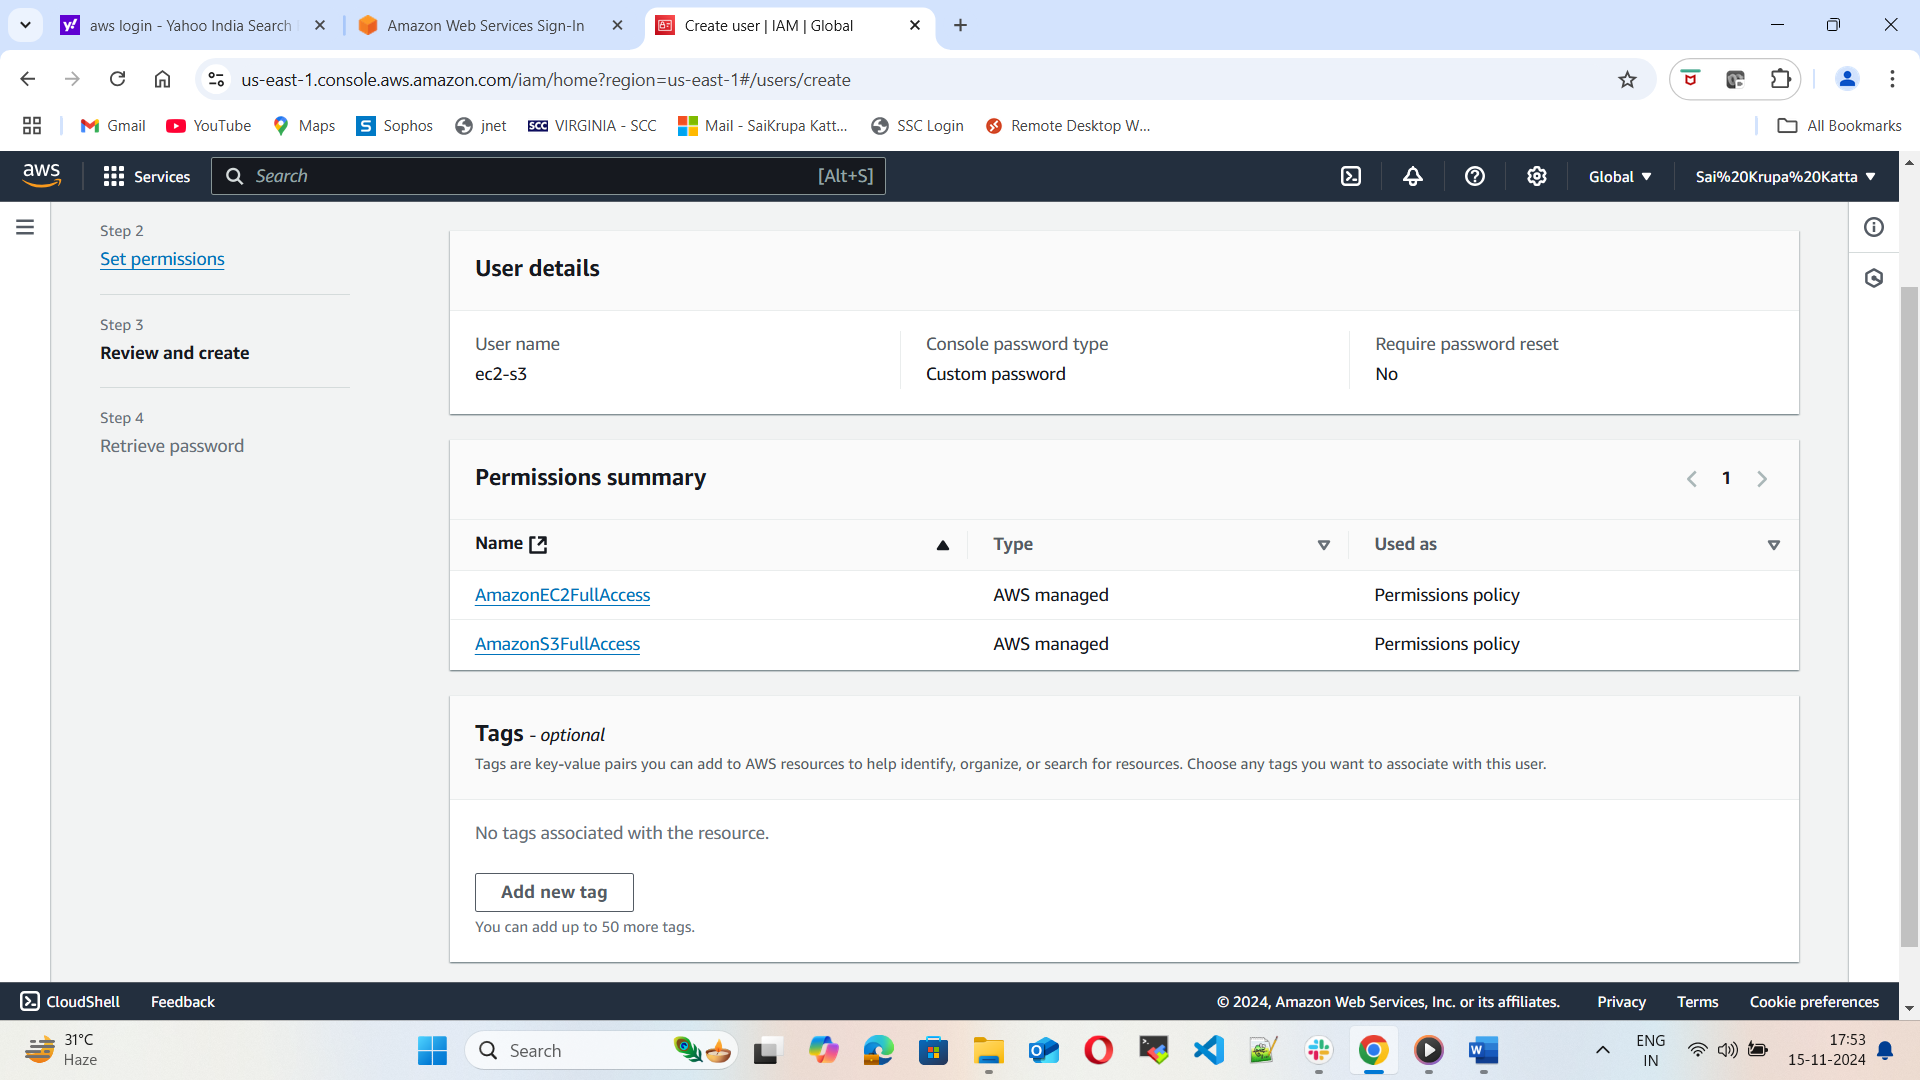 aws login - Yahoo India Search
Amazon Web Services Sign-In
Create user | IAM | Global
us-east-1.console.aws.amazon.com/iam/home?region=us-east-1#/users/create
Gmail
YouTube
Maps
S Sophos
jnet
SCC VIRGINIA - SCC
Mail - SaiKrupa Katt...
SSC Login
Remote Desktop W...
All Bookmarks
aws
Services
Search
[Alt+S]
Global
Sai%20Krupa%20Katta
Step 2
Set permissions
Step 3
Review and create
Step 4
Retrieve password
User details
User name
ec2-s3
Console password type
Custom password
Require password reset
No
Permissions summary
1
Name
Type
Used as
AmazonEC2FullAccess
AWS managed
Permissions policy
AmazonS3FullAccess
AWS managed
Permissions policy
Tags - optional
Tags are key-value pairs you can add to AWS resources to help identify, organize, or search for resources. Choose any tags you want to associate with this user.
No tags associated with the resource.
Add new tag
You can add up to 50 more tags.
CloudShell
Feedback
© 2024, Amazon Web Services, Inc. or its affiliates.
Privacy
Terms
Cookie preferences
31°C
Haze
Search
ENG
IN
17:53
15-11-2024